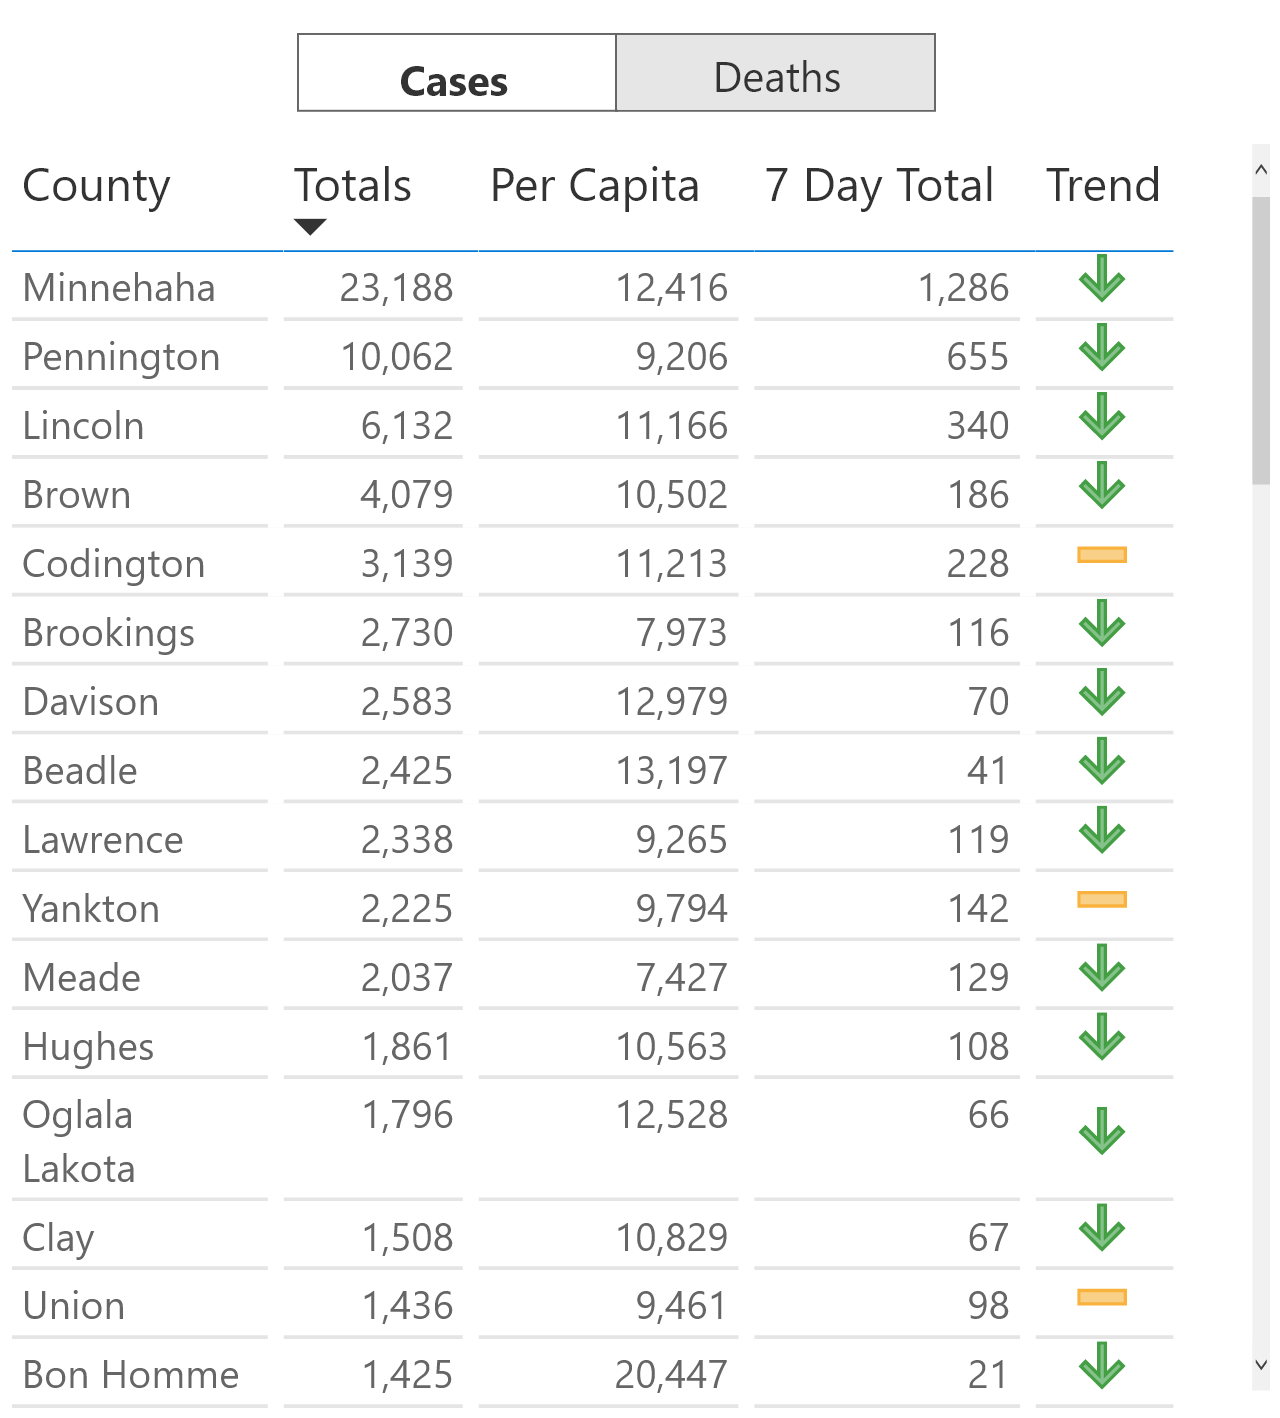 Cases Deaths
County Totals Per Capita 7 Day Total Trend
Minnehaha 23,188 12,416 1,286
Pennington 10,062 9,206 655
Lincoln 6,132 11,166 340
Brown 4,079 10,502 186
Codington 3,139 11,213 228
Brookings 2,730 7,973 116
Davison 2,583 12,979 70
Beadle 2,425 13,197 41
Lawrence 2,338 9,265 119
Yankton 2,225 9,794 142
Meade 2,037 7,427 129
Hughes 1,861 10,563 108
Oglala 1,796 12,528 66
Lakota
Clay 1,508 10,829 67
Union 1,436 9,461 98
Bon Homme 1,425 20,447 21